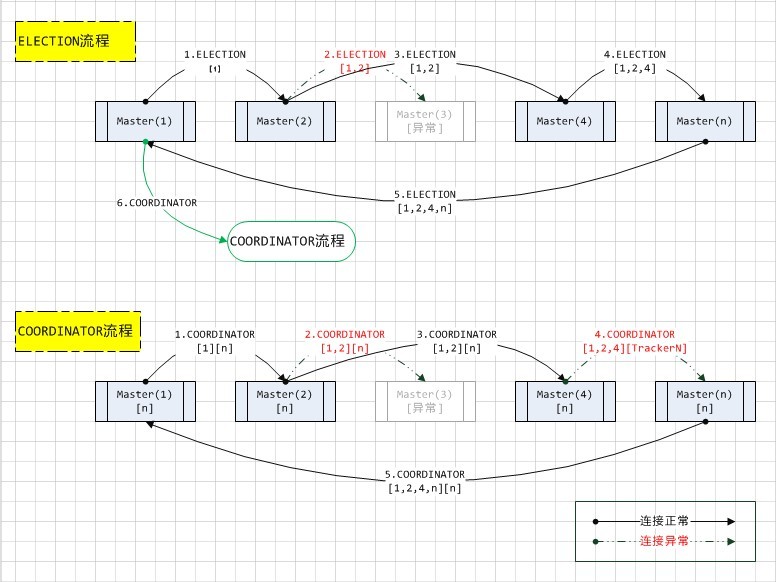 ELECTION流程
1.ELECTION
[1]
2.ELECTION
[1,2]
3.ELECTION
[1,2]
4.ELECTION
[1,2,4]
Master(1)
Master(2)
Master(3)
[异常]
Master(4)
Master(n)
5.ELECTION
[1,2,4,n]
6.COORDINATOR
COORDINATOR流程
COORDINATOR流程
1.COORDINATOR
[1][n]
2.COORDINATOR
[1,2][n]
3.COORDINATOR
[1,2][n]
4.COORDINATOR
[1,2,4][TrackerN]
Master(1)
[n]
Master(2)
[n]
Master(3)
[异常]
Master(4)
[n]
Master(n)
[n]
5.COORDINATOR
[1,2,4,n][n]
连接正常
连接异常